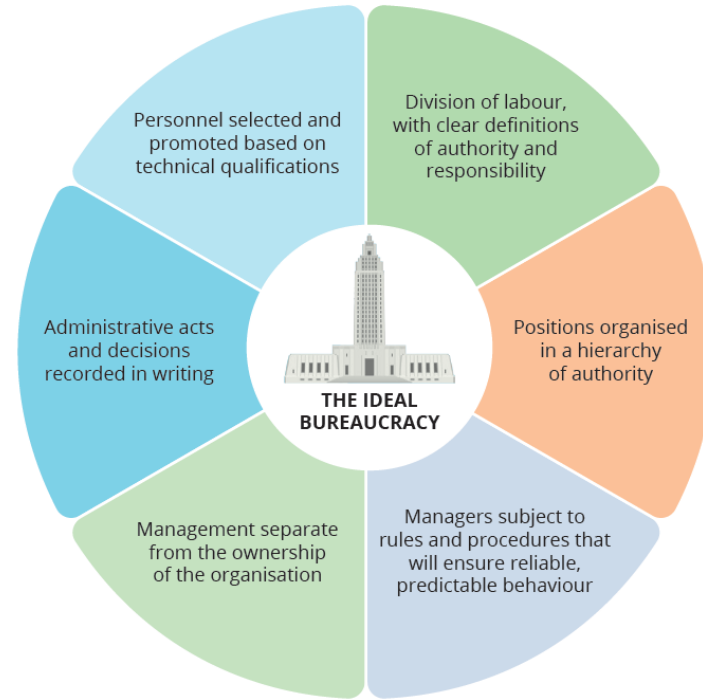 Personnel selected and
promoted based on
technical qualifications
Division of labour,
with clear definitions
of authority and
responsibility
Administrative acts
and decisions
recorded in writing
THE IDEAL
BUREAUCRACY
Positions organised
in a hierarchy
of authority
Management separate
from the ownership
of the organisation
Managers subject to
rules and procedures that
will ensure reliable,
predictable behaviour